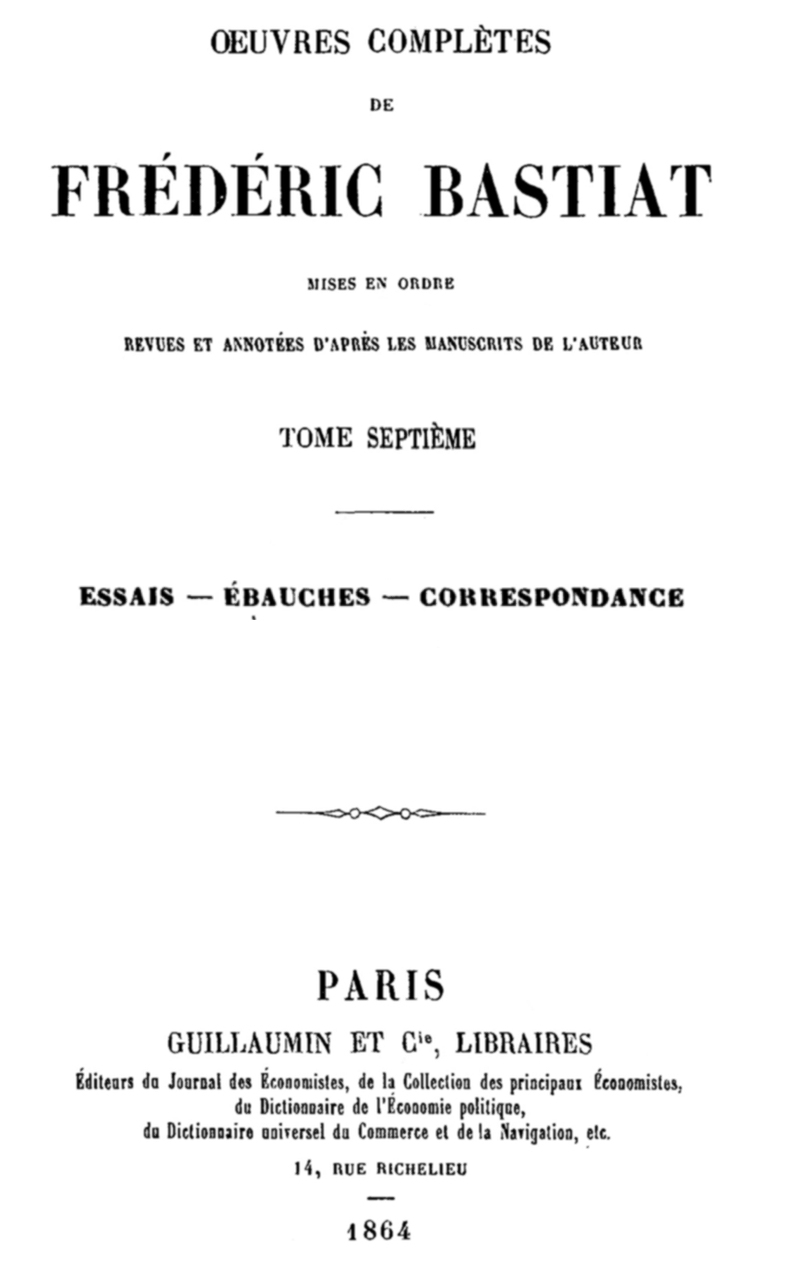 OEUVRES COMPLÈTES
DE
FRÉDÉRIC BASTIAT
MISES EN ORDRE
REVUES ET ANNOTÉES D'APRÈS LES MANUSCRITS DE L'AUTEUR
TOME SEPTIÈME
ESSAIS — ÉBAUCHES — CORRESPONDANCE
PARIS
GUILLAUMIN ET Cie, LIBRAIRES
Éditeurs du Journal des Économistes, de la Collection des principaux Économistes,
du Dictionnaire de l'Économie politique,
du Dictionnaire universel du Commerce et de la Navigation, etc.
14, RUE RICHELIEU
1864